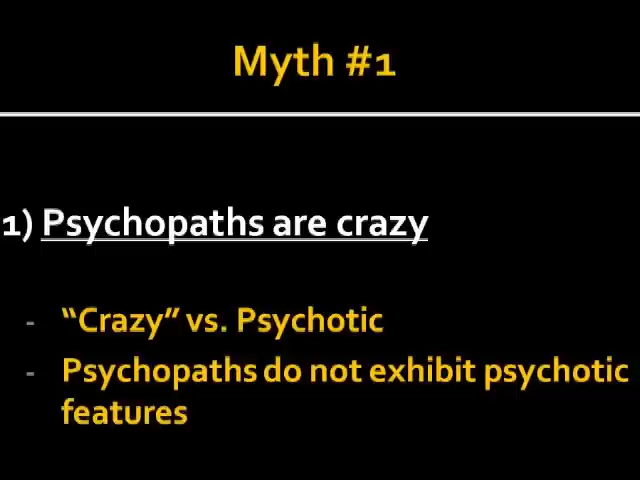 Myth #1
1) Psychopaths are crazy
- “Crazy” vs. Psychotic
- Psychopaths do not exhibit psychotic
features